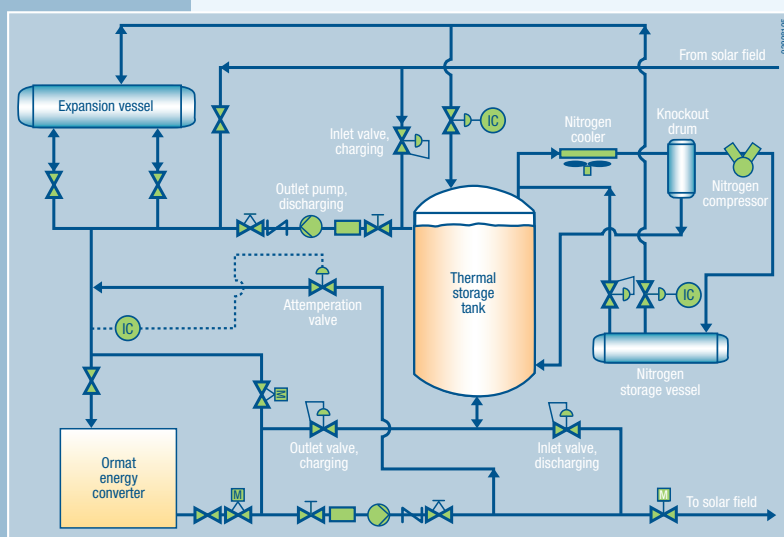 From solar field
Expansion vessel
Inlet valve,
charging
IC
Nitrogen
cooler
Knockout
drum
Nitrogen
compressor
Outlet pump,
discharging
Thermal
storage
tank
Attemperation
valve
IC
IC
Nitrogen
storage vessel
M
Outlet valve,
charging
Inlet valve,
discharging
Ormat
energy
converter
M
M
To solar field